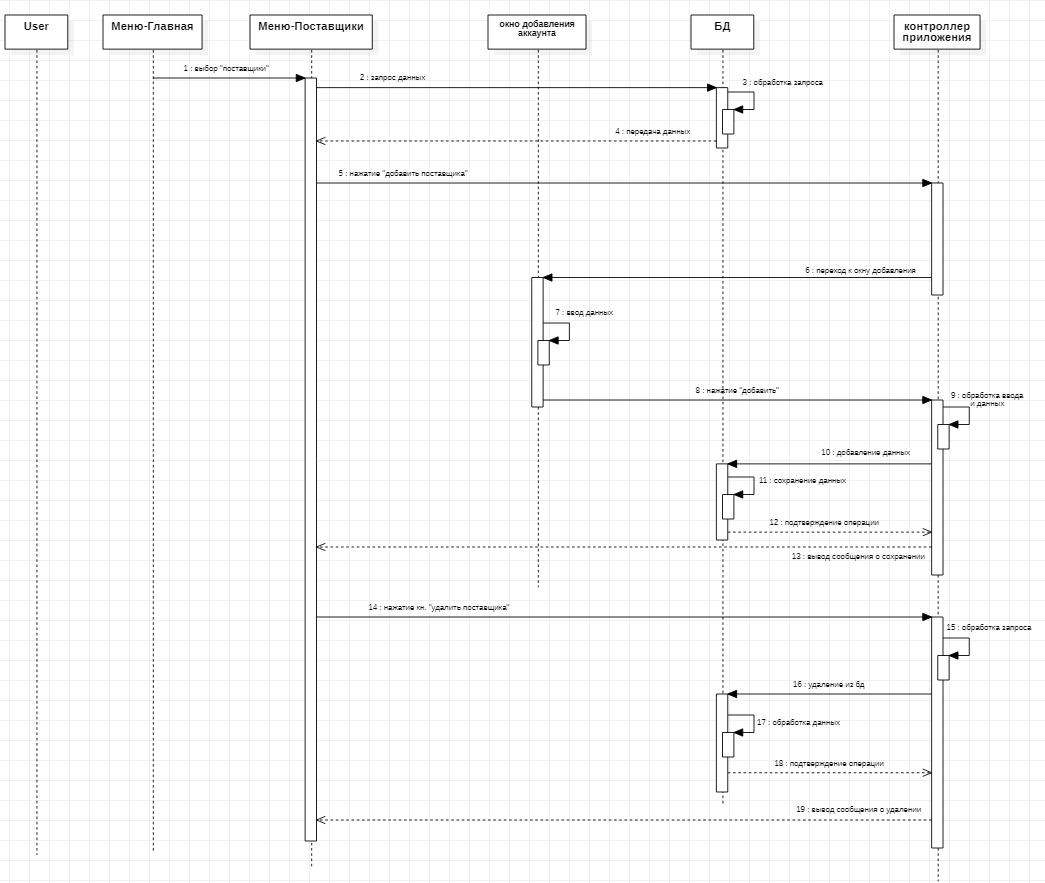 User
Меню-Главная
Меню-Поставщики
окно добавления
аккаунта
БД
контроллер
приложения
1 : выбор "поставщики"
2 : запрос данных
3 : обработка запроса
4 : передача данных
5 : нажатие "добавить поставщика"
6 : переход к окну добавления
7 : ввод данных
8 : нажатие "добавить"
9 : обработка ввода
и данных
10 : добавление данных
11 : сохранение данных
12 : подтверждение операции
13 : вывод сообщения о сохранении
14 : нажатие кн. "удалить поставщика"
15 : обработка запроса
16 : удаление из бд
17 : обработка данных
18 : подтверждение операции
19 : вывод сообщения о удалении